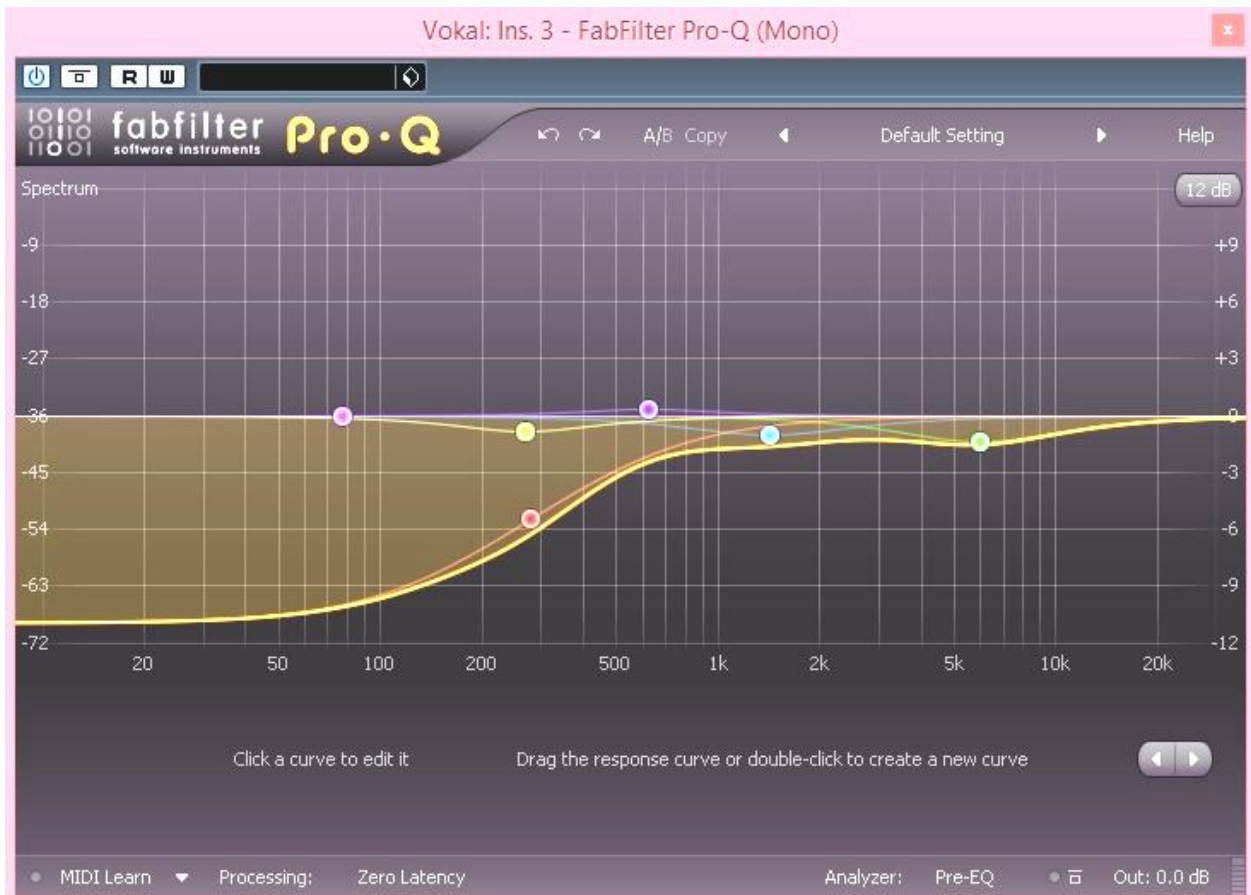 Vokal: Ins. 3 - FabFilter Pro-Q (Mono)
x
R W
fabfilter Pro·Q
software instruments
A/B Copy Default Setting Help
Spectrum 12 dB
-9 +9
-18 +6
-27 +3
-36 0
-45 -3
-54 -6
-63 -9
-72 -12
20 50 100 200 500 1k 2k 5k 10k 20k
Click a curve to edit it Drag the response curve or double-click to create a new curve
MIDI Learn Processing: Zero Latency Analyzer: Pre-EQ Out: 0.0 dB